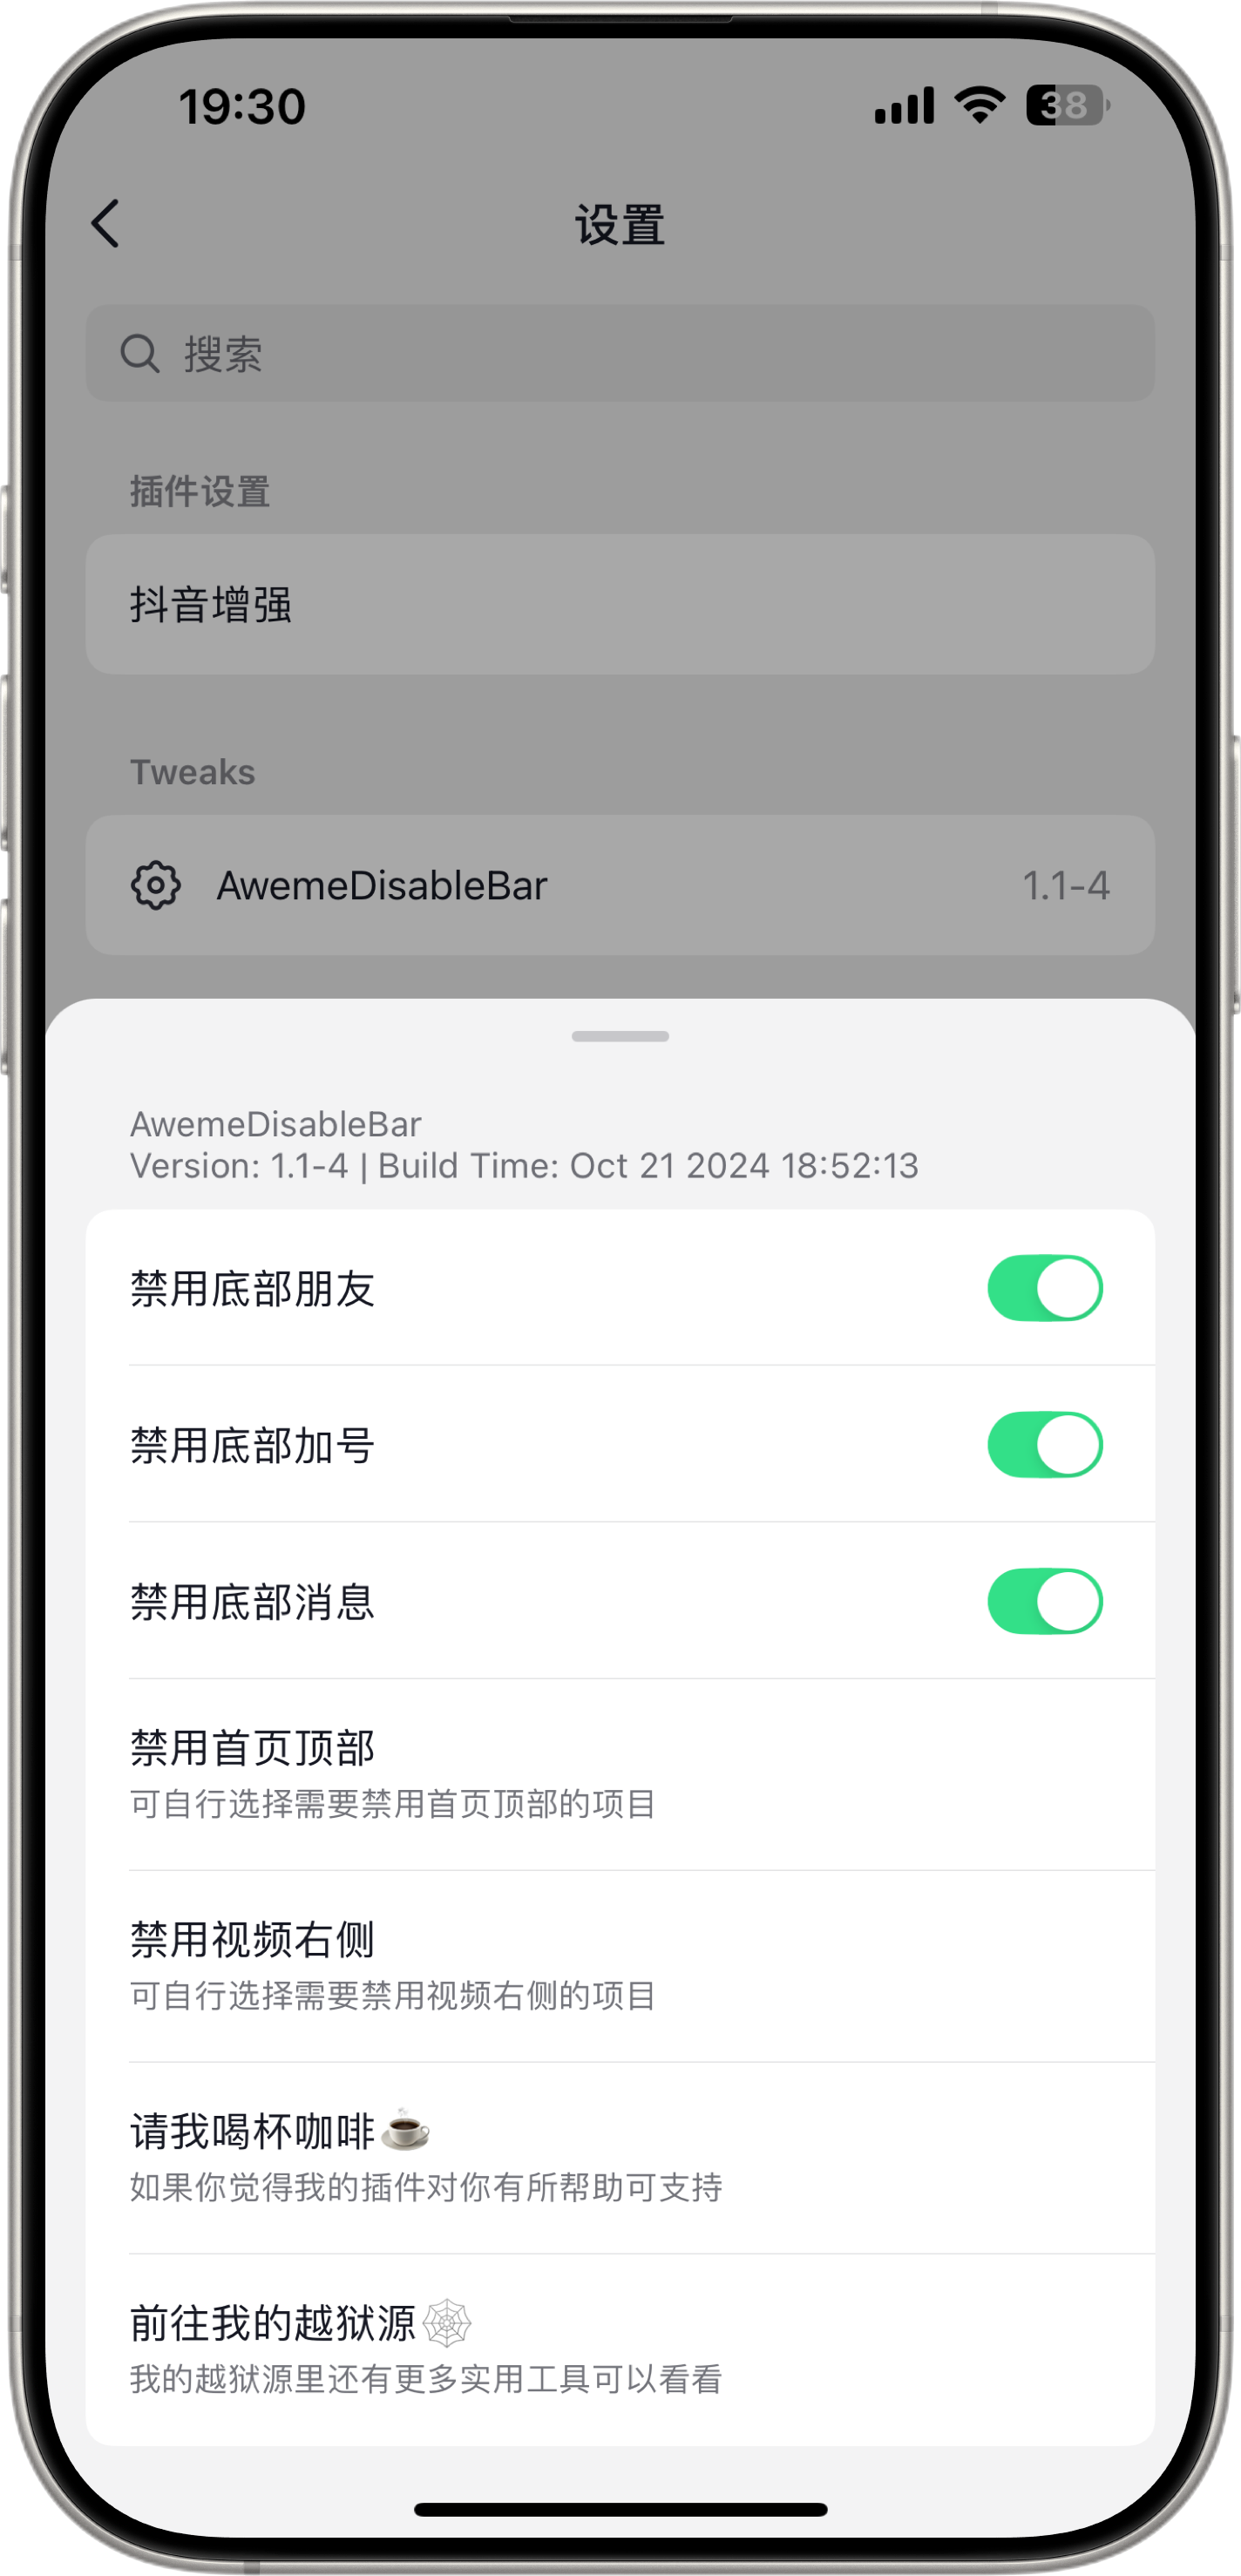 19:30
38
设置
搜索
插件设置
抖音增强
Tweaks
AwemeDisableBar 1.1-4
AwemeDisableBar
Version: 1.1-4 | Build Time: Oct 21 2024 18:52:13
禁用底部朋友
禁用底部加号
禁用底部消息
禁用首页顶部
可自行选择需要禁用首页顶部的项目
禁用视频右侧
可自行选择需要禁用视频右侧的项目
请我喝杯咖啡☕️
如果你觉得我的插件对你有所帮助可支持
前往我的越狱源🕸️
我的越狱源里还有更多实用工具可以看看